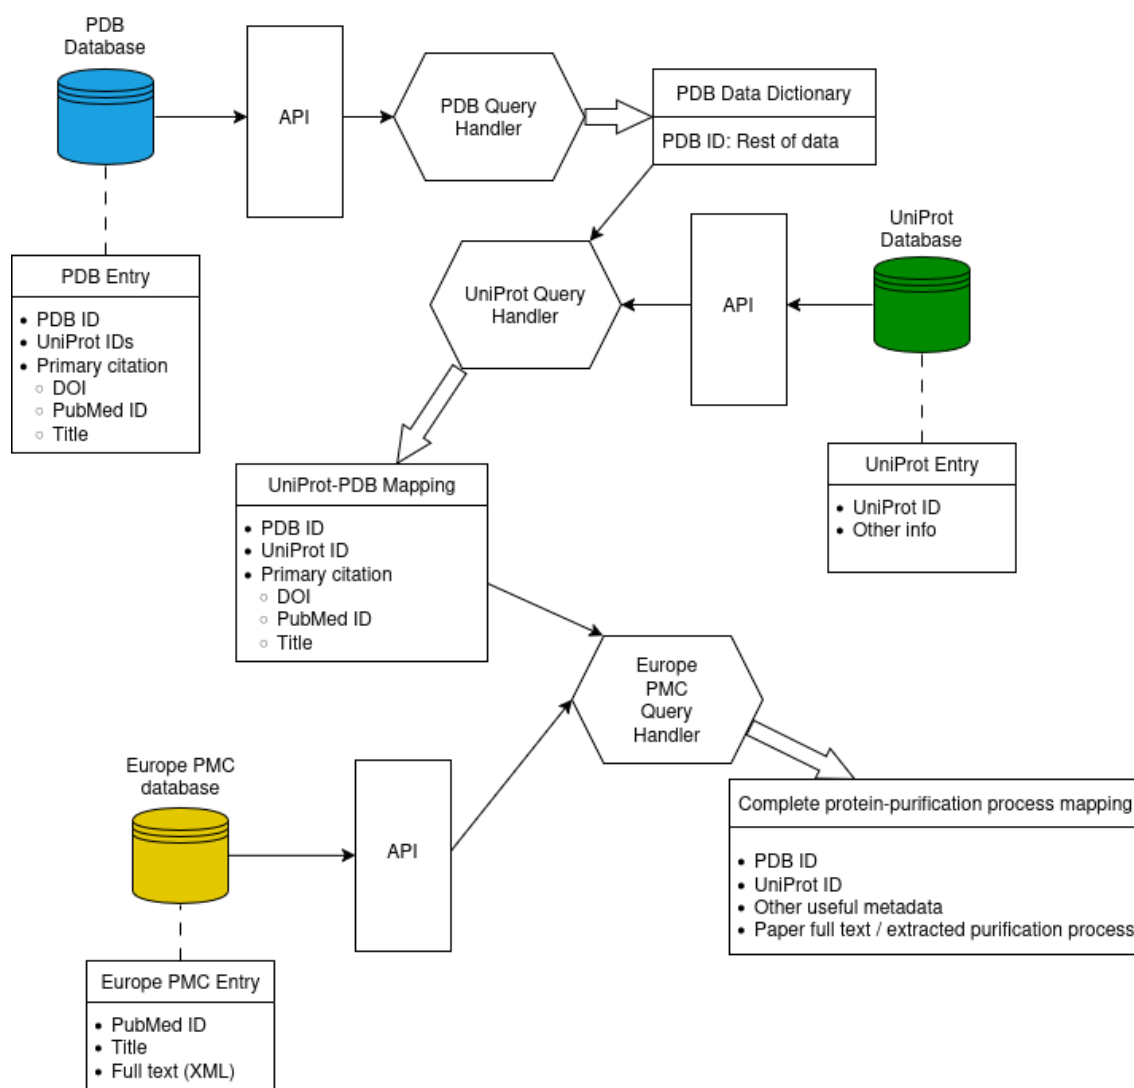 PDB
Database
API
PDB Query
Handler
PDB Data Dictionary
PDB ID: Rest of data
PDB Entry
• PDB ID
• UniProt IDs
• Primary citation
○ DOI
○ PubMed ID
○ Title
UniProt Query
Handler
API
UniProt
Database
UniProt Entry
• UniProt ID
• Other info
UniProt-PDB Mapping
• PDB ID
• UniProt ID
• Primary citation
○ DOI
○ PubMed ID
○ Title
Europe
PMC
Query
Handler
Europe PMC
database
API
Complete protein-purification process mapping
• PDB ID
• UniProt ID
• Other useful metadata
• Paper full text / extracted purification process
Europe PMC Entry
• PubMed ID
• Title
• Full text (XML)